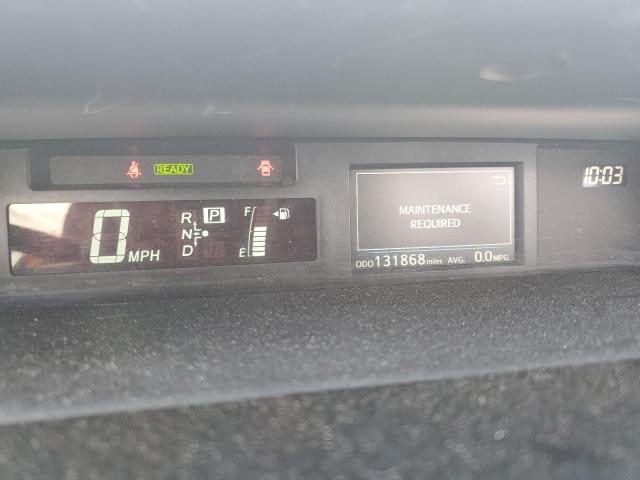 READY
10:03
0 MPH
R P
N
D
F
E
MAINTENANCE
REQUIRED
ODO 131868 miles AVG 0.0 MPG